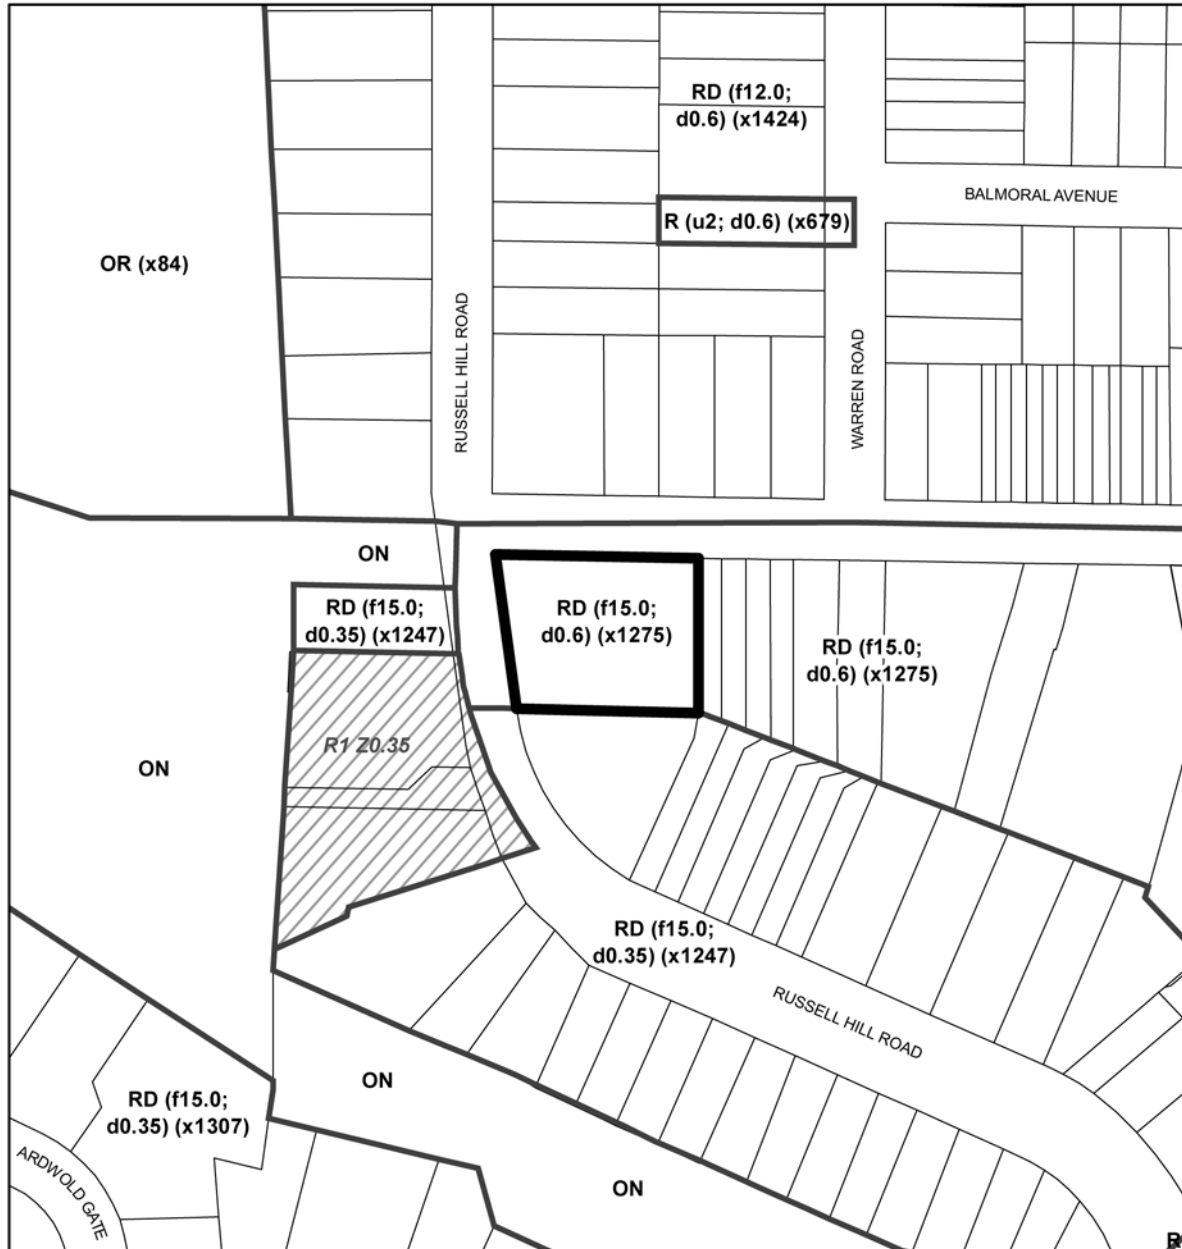 RD (f12.0;
d0.6) (x1424)
BALMORAL AVENUE
R (u2; d0.6) (x679)
OR (x84)
RUSSELL HILL ROAD
WARREN ROAD
ON
RD (f15.0;
d0.35) (x1247)
RD (f15.0;
d0.6) (x1275)
RD (f15.0;
d0.6) (x1275)
R1 Z0.35
ON
RD (f15.0;
d0.35) (x1247)
RUSSELL HILL ROAD
ON
RD (f15.0;
d0.35) (x1307)
ARDWOLD GATE
ON